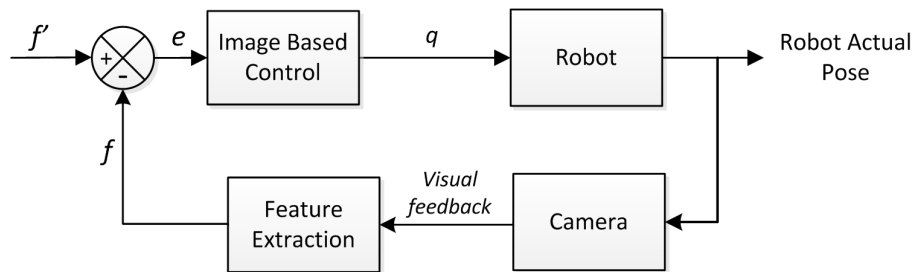 f'
+
-
e
Image Based
Control
q
Robot
Robot Actual
Pose
f
Feature
Extraction
Visual
feedback
Camera